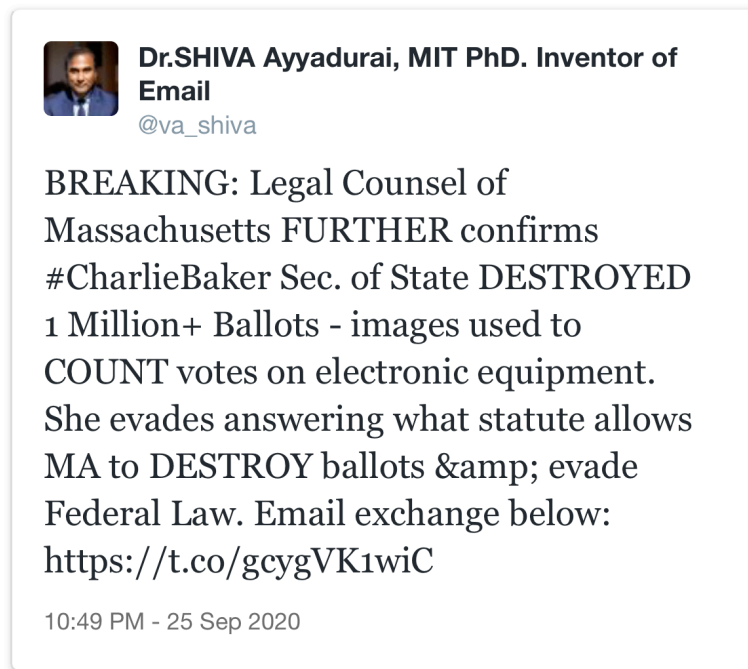 Dr.SHIVA Ayyadurai, MIT PhD. Inventor of
Email
@va_shiva
BREAKING: Legal Counsel of
Massachusetts FURTHER confirms
#CharlieBaker Sec. of State DESTROYED
1 Million+ Ballots - images used to
COUNT votes on electronic equipment.
She evades answering what statute allows
MA to DESTROY ballots &amp; evade
Federal Law. Email exchange below:
https://t.co/gcygVK1wiC
10:49 PM - 25 Sep 2020